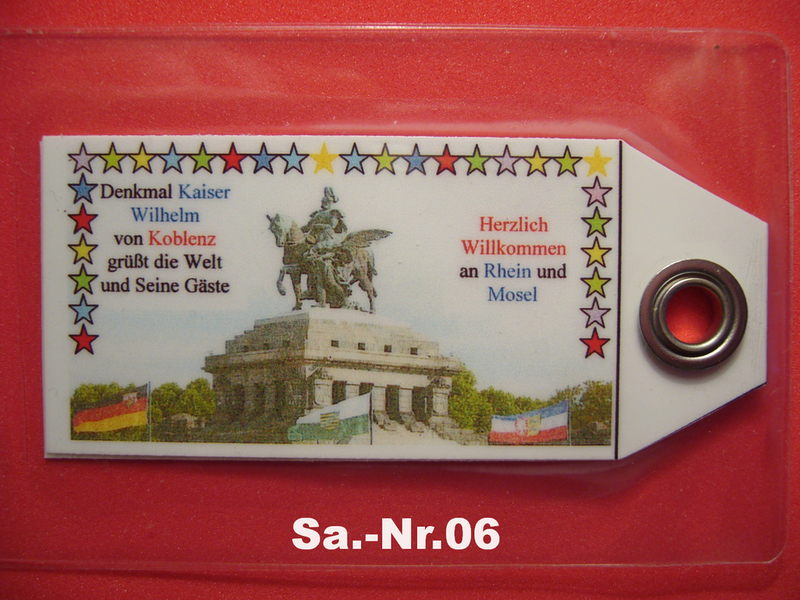 Denkmal Kaiser
Wilhelm
von Koblenz
grüßt die Welt
und Seine Gäste
Herzlich
Willkommen
an Rhein und
Mosel
Sa.-Nr.06